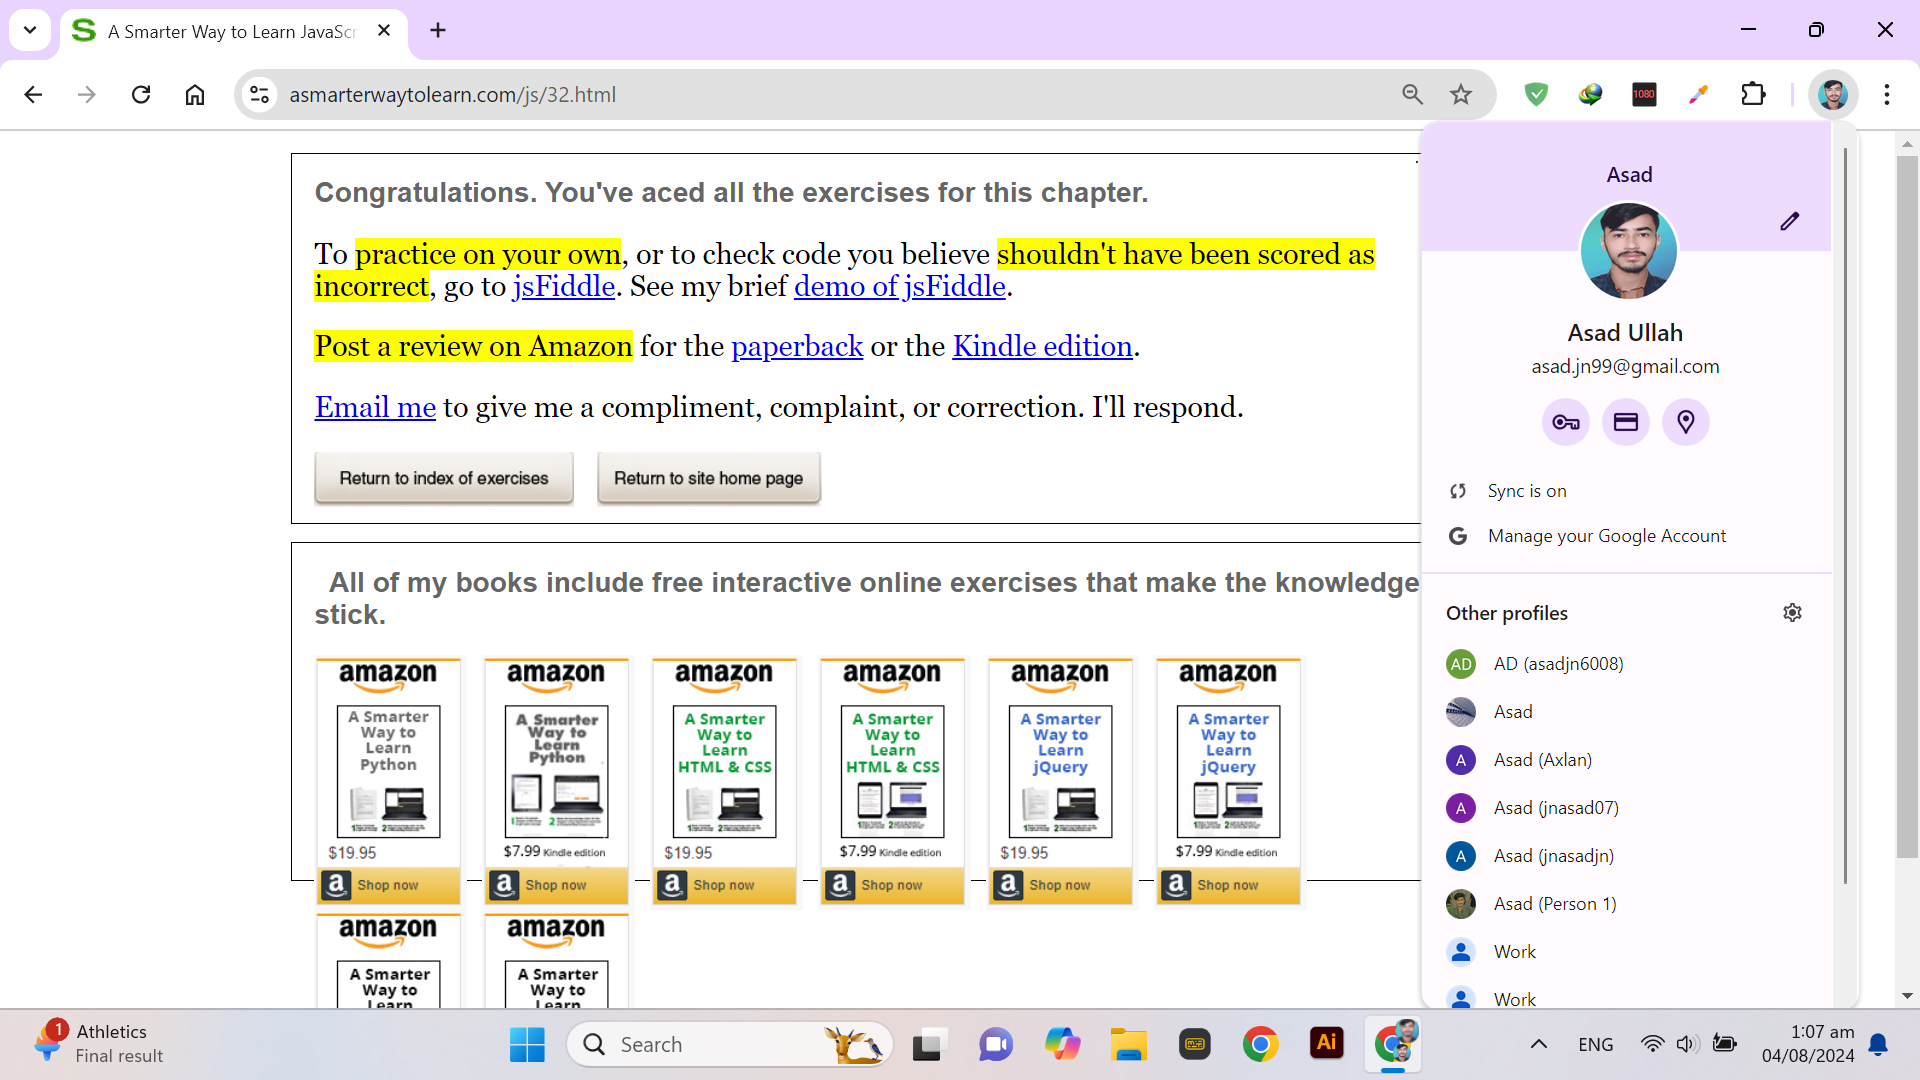 A Smarter Way to Learn JavaScr
asmarterwaytolearn.com/js/32.html
1080
Congratulations. You've aced all the exercises for this chapter.
To practice on your own, or to check code you believe shouldn't have been scored as
incorrect, go to jsFiddle. See my brief demo of jsFiddle.
Post a review on Amazon for the paperback or the Kindle edition.
Email me to give me a compliment, complaint, or correction. I'll respond.
Return to index of exercises
Return to site home page
All of my books include free interactive online exercises that make the knowledge
stick.
amazon
A Smarter
Way to
Learn
Python
$19.95
Shop now
amazon
A Smarter
Way to
Learn
Python
$7.99 Kindle edition
Shop now
amazon
A Smarter
Way to
Learn
HTML & CSS
$19.95
Shop now
amazon
A Smarter
Way to
Learn
HTML & CSS
$7.99 Kindle edition
Shop now
amazon
A Smarter
Way to
Learn
jQuery
$19.95
Shop now
amazon
A Smarter
Way to
Learn
jQuery
$7.99 Kindle edition
Shop now
amazon
A Smarter
Way to
Learn
amazon
A Smarter
Way to
Learn
Asad
Asad Ullah
asad.jn99@gmail.com
Sync is on
Manage your Google Account
Other profiles
AD AD (asadjn6008)
Asad
A Asad (Axlan)
A Asad (jnasad07)
A Asad (jnasadjn)
Asad (Person 1)
Work
Work
1
Athletics
Final result
Search
Ai
ENG
1:07 am
04/08/2024